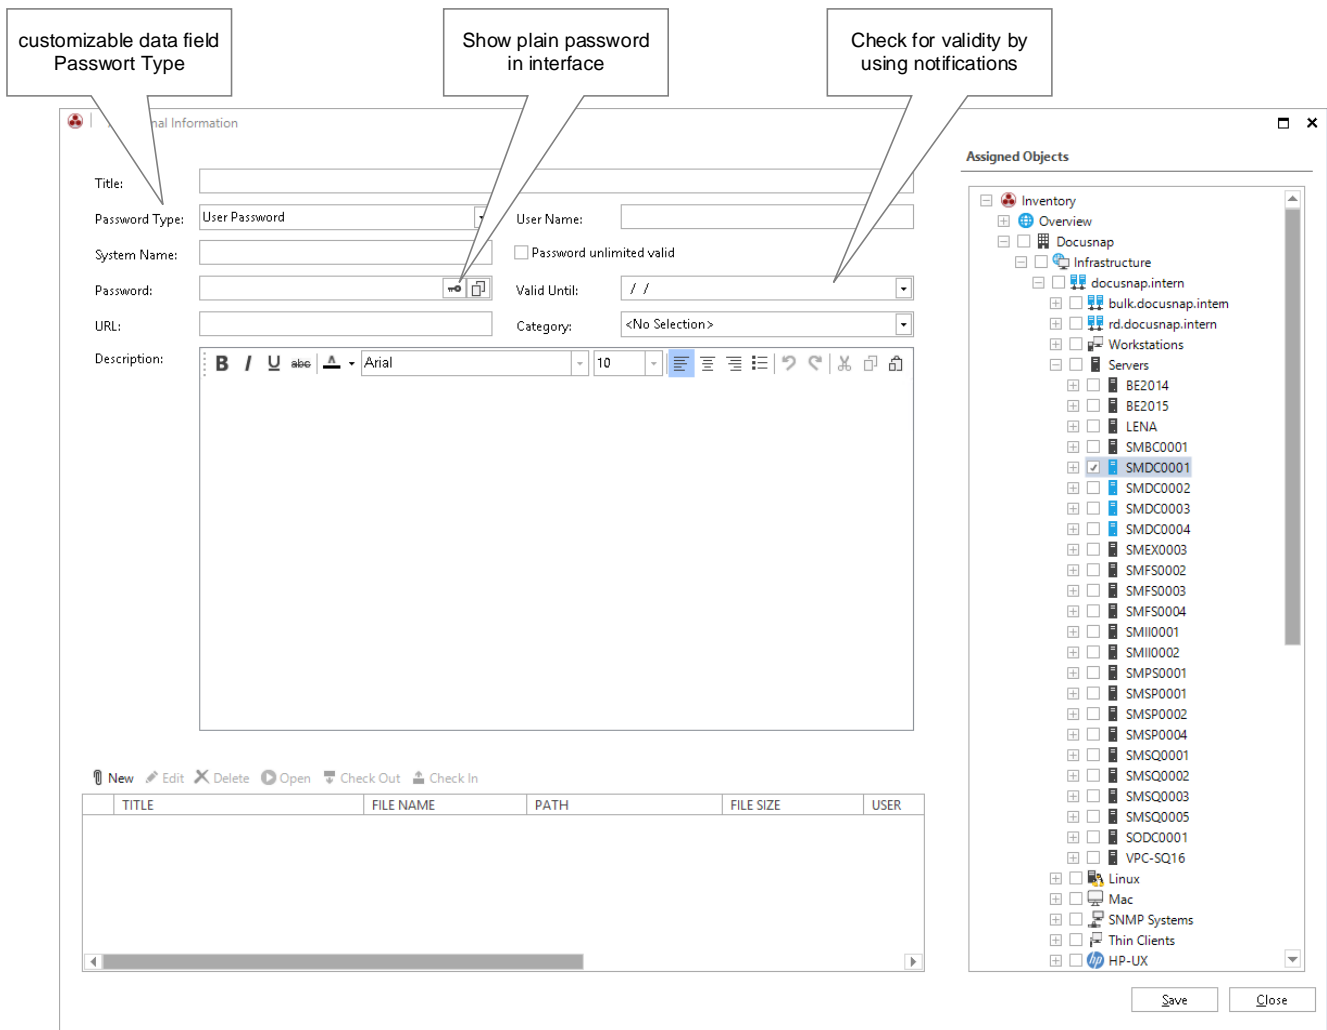 customizable data field
Passwort Type
Show plain password
in interface
Check for validity by
using notifications
nal Information
Assigned Objects
Title:
Password Type:
User Password
User Name:
System Name:
Password unlimited valid
Password:
Valid Until:
/ /
URL:
Category:
<No Selection>
Description:
B I U abc A Arial 10
New Edit Delete Open Check Out Check In
TITLE FILE NAME PATH FILE SIZE USER
Inventory
Overview
Docusnap
Infrastructure
docusnap.intern
bulk.docusnap.intern
rd.docusnap.intern
Workstations
Servers
BE2014
BE2015
LENA
SMBC0001
SMDC0001
SMDC0002
SMDC0003
SMDC0004
SMEX0003
SMFS0002
SMFS0003
SMFS0004
SMII0001
SMII0002
SMPS0001
SMSP0001
SMSP0002
SMSP0004
SMSQ0001
SMSQ0002
SMSQ0003
SMSQ0005
SODC0001
VPC-SQ16
Linux
Mac
SNMP Systems
Thin Clients
hp HP-UX
Save Close